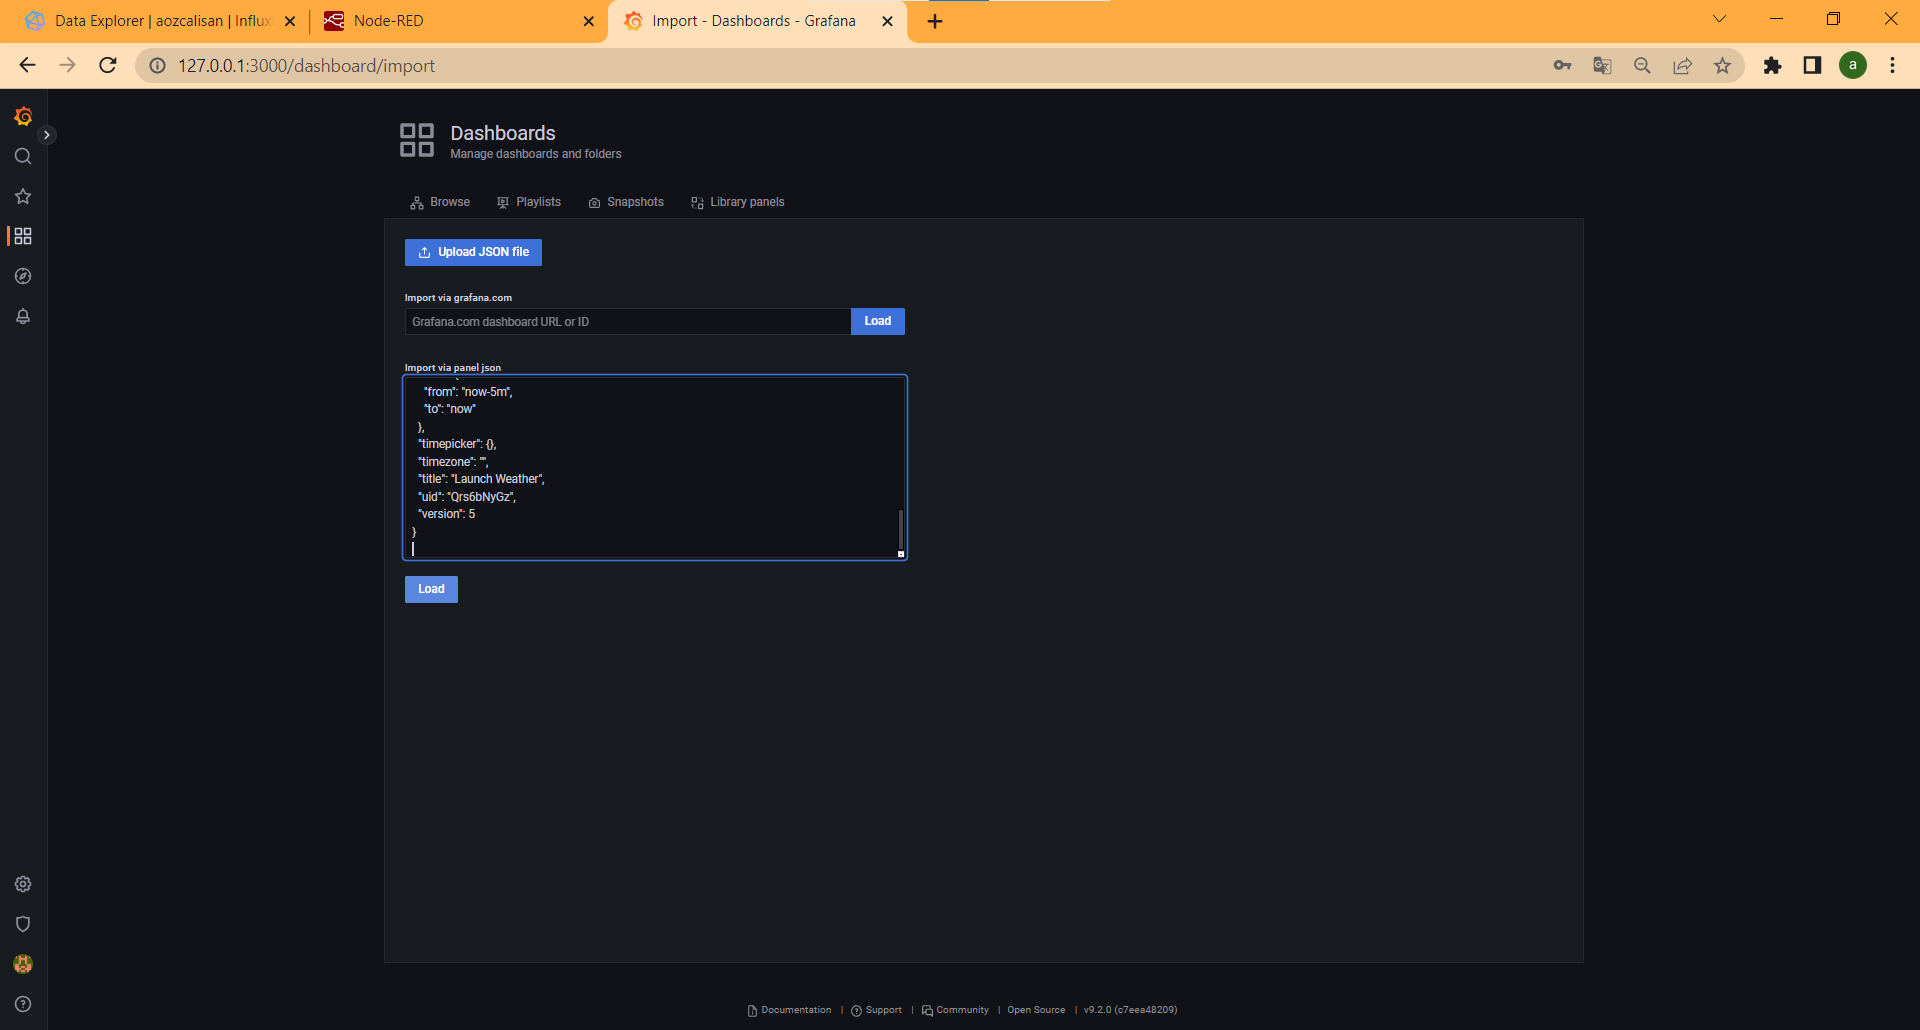 Data Explorer | aozcalisan | Influx
Node-RED
Import - Dashboards - Grafana
127.0.0.1:3000/dashboard/import
a
Dashboards
Manage dashboards and folders
Browse
Playlists
Snapshots
Library panels
Upload JSON file
Import via grafana.com
Grafana.com dashboard URL or ID
Load
Import via panel json
"from": "now-5m",
"to": "now"
},
"timepicker": {},
"timezone": "",
"title": "Launch Weather",
"uid": "Qrs6bNyGz",
"version": 5
}
Load
Documentation | Support | Community | Open Source | v9.2.0 (c7eea48209)